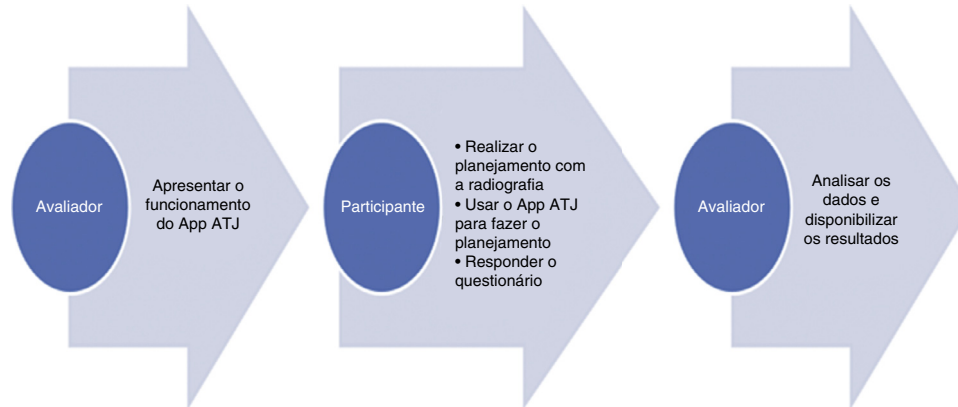 Avaliador
Apresentar o
funcionamento
do App ATJ
Participante
• Realizar o
planejamento com
a radiografia
• Usar o App ATJ
para fazer o
planejamento
• Responder o
questionário
Avaliador
Analisar os
dados e
disponibilizar
os resultados